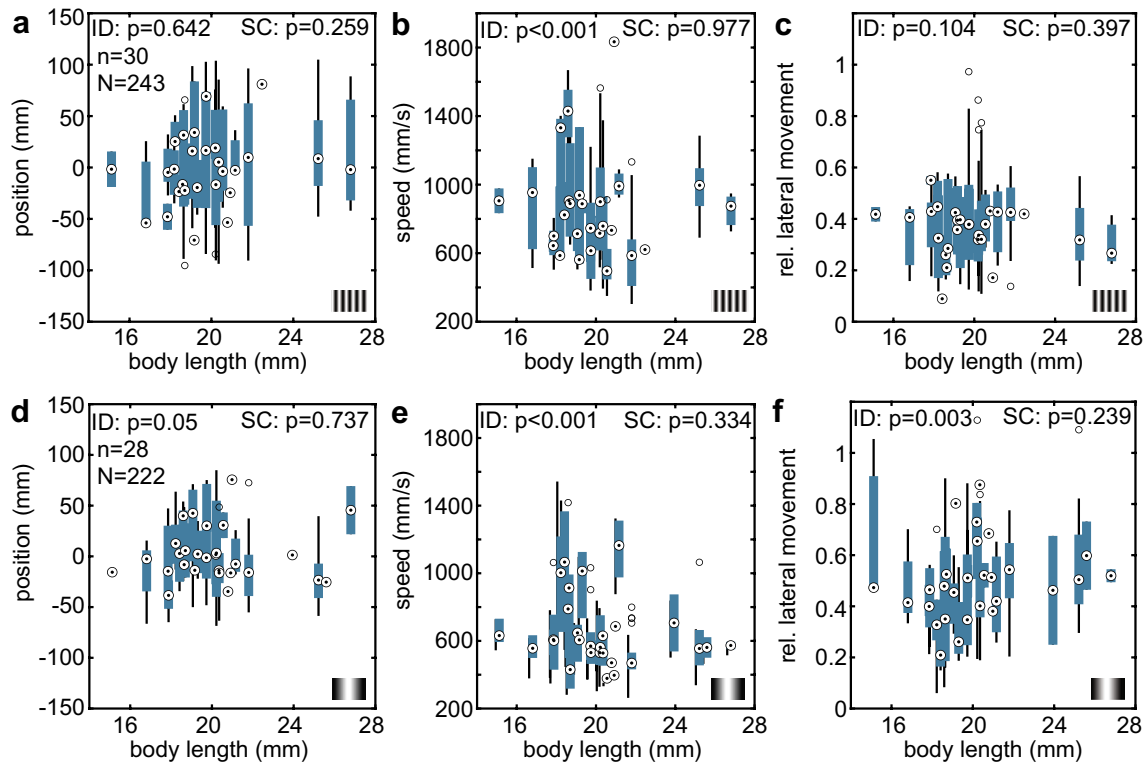 a
ID: p=0.642 SC: p=0.259
n=30
N=243
150
100
50
0
-50
-100
-150
position (mm)
16 20 24 28
body length (mm)
b
ID: p<0.001 SC: p=0.977
1800
1400
1000
600
200
speed (mm/s)
16 20 24 28
body length (mm)
c
ID: p=0.104 SC: p=0.397
1
0.8
0.6
0.4
0.2
0
rel. lateral movement
16 20 24 28
body length (mm)
d
ID: p=0.05 SC: p=0.737
n=28
N=222
150
100
50
0
-50
-100
-150
position (mm)
16 20 24 28
body length (mm)
e
ID: p<0.001 SC: p=0.334
1800
1400
1000
600
200
speed (mm/s)
16 20 24 28
body length (mm)
f
ID: p=0.003 SC: p=0.239
1
0.8
0.6
0.4
0.2
0
rel. lateral movement
16 20 24 28
body length (mm)